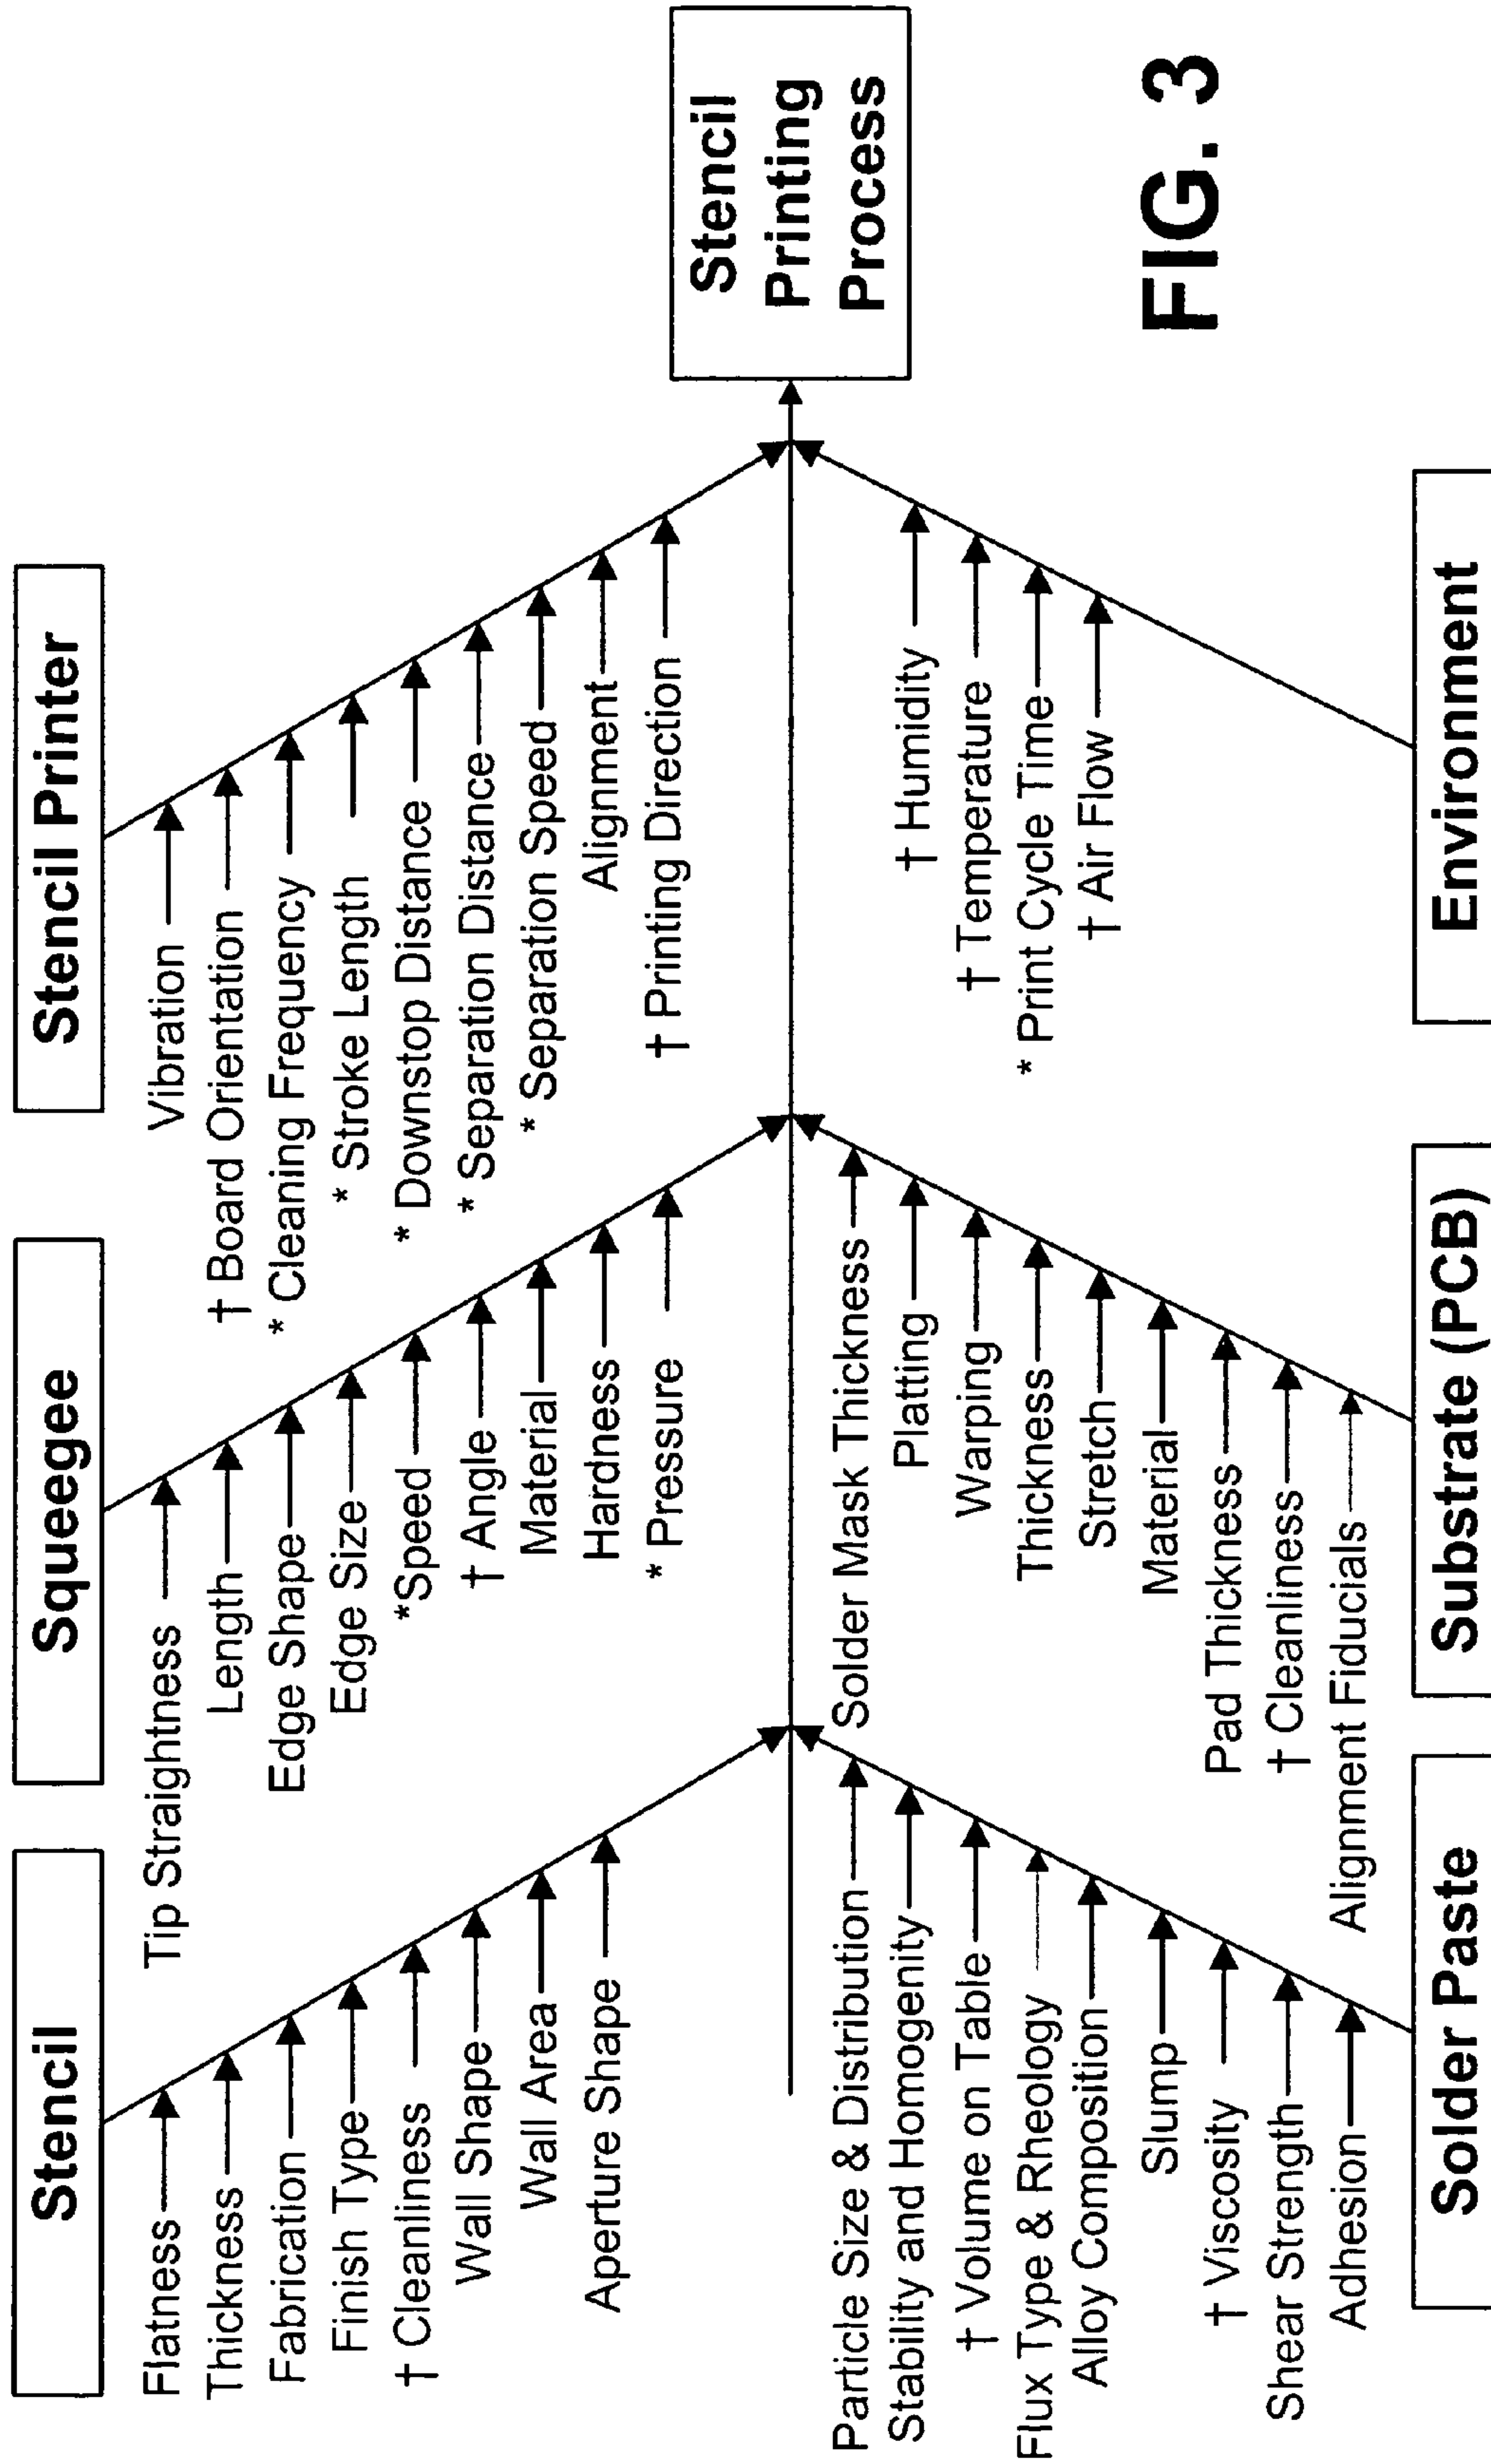 Stencil
Flatness
Thickness
Fabrication
Finish Type
† Cleanliness
Wall Shape
Wall Area
Aperture Shape
Squeegee
Tip Straightness
Length
Edge Shape
Edge Size
*Speed
† Angle
Material
Hardness
* Pressure
Stencil Printer
Vibration
† Board Orientation
* Cleaning Frequency
* Stroke Length
* Downstop Distance
* Separation Distance
* Separation Speed
Alignment
† Printing Direction
Stencil
Printing
Process
Particle Size & Distribution
Stability and Homogenity
† Volume on Table
Flux Type & Rheology
Alloy Composition
Slump
† Viscosity
Shear Strength
Adhesion
Solder Paste
Solder Mask Thickness
Platting
Warping
Thickness
Stretch
Material
Pad Thickness
† Cleanliness
Alignment Fiducials
Substrate (PCB)
† Humidity
† Temperature
* Print Cycle Time
† Air Flow
Environment
FIG. 3